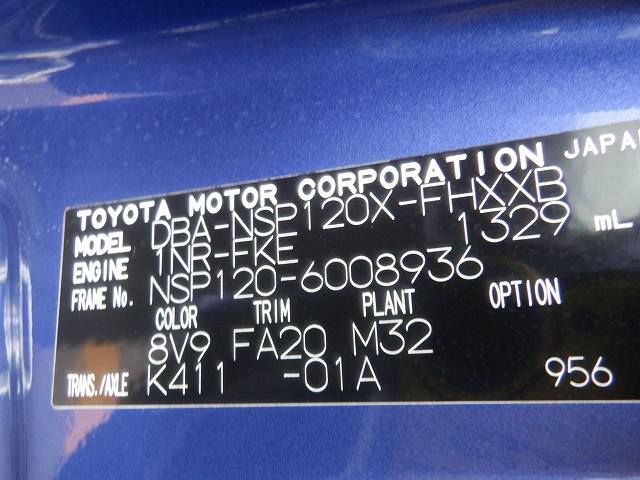 TOYOTA MOTOR CORPORATION JAPA
MODEL DBA-NSP120X-FHXXB
ENGINE 1NR-FKE 1329 mL
FRAME No. NSP120-6008936
COLOR TRIM PLANT OPTION
8V9 FA20 M32
TRANS./AXLE K411 -01A 956